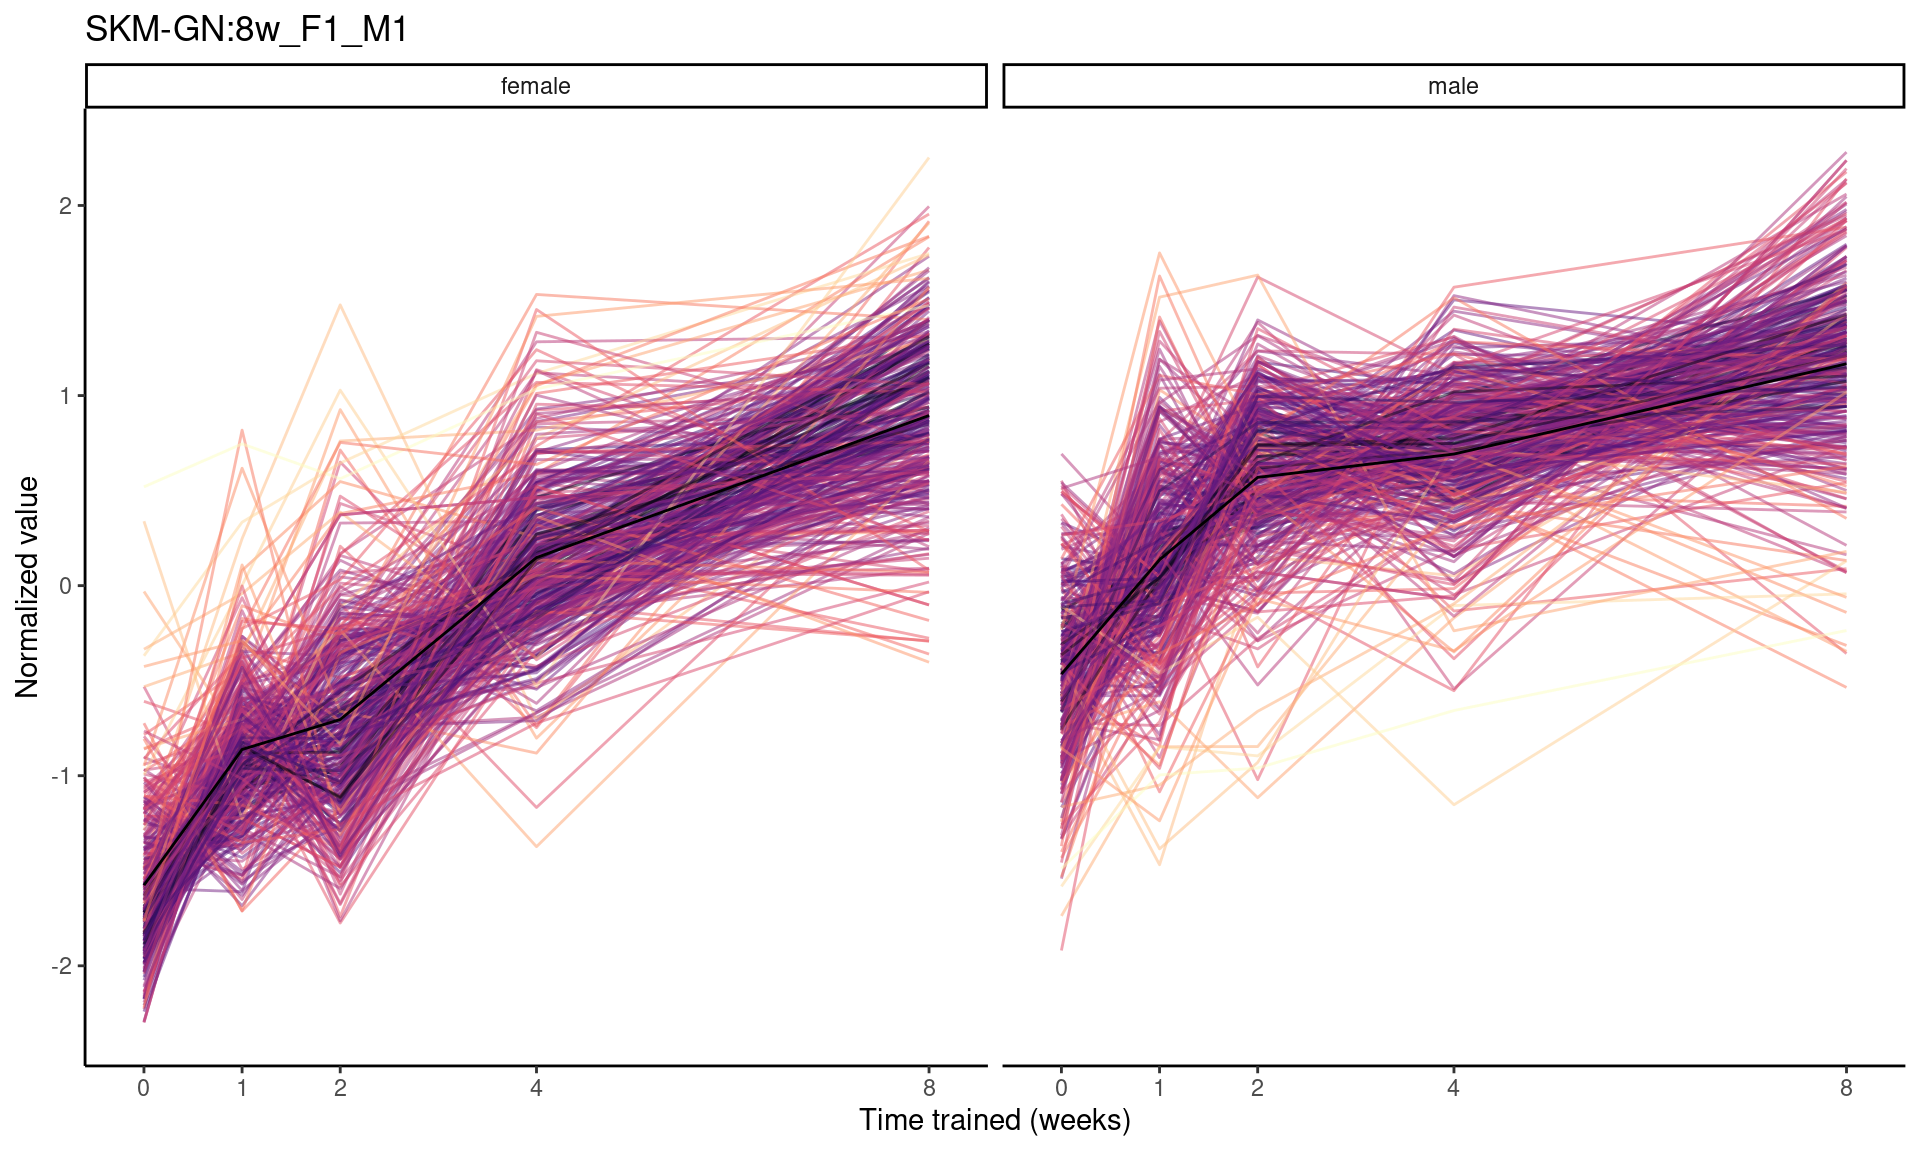 SKM-GN:8w_F1_M1
female
male
Normalized value
2
1
0
-1
-2
0 1 2 4 8
0 1 2 4 8
Time trained (weeks)